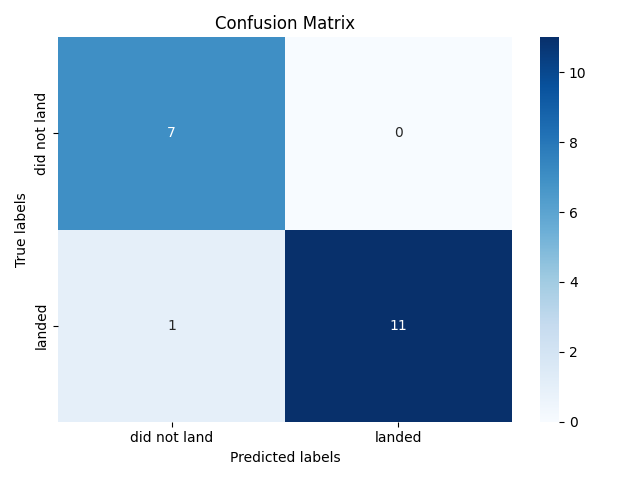 Confusion Matrix
True labels
did not land
landed
7
0
1
11
did not land
landed
Predicted labels
10
8
6
4
2
0